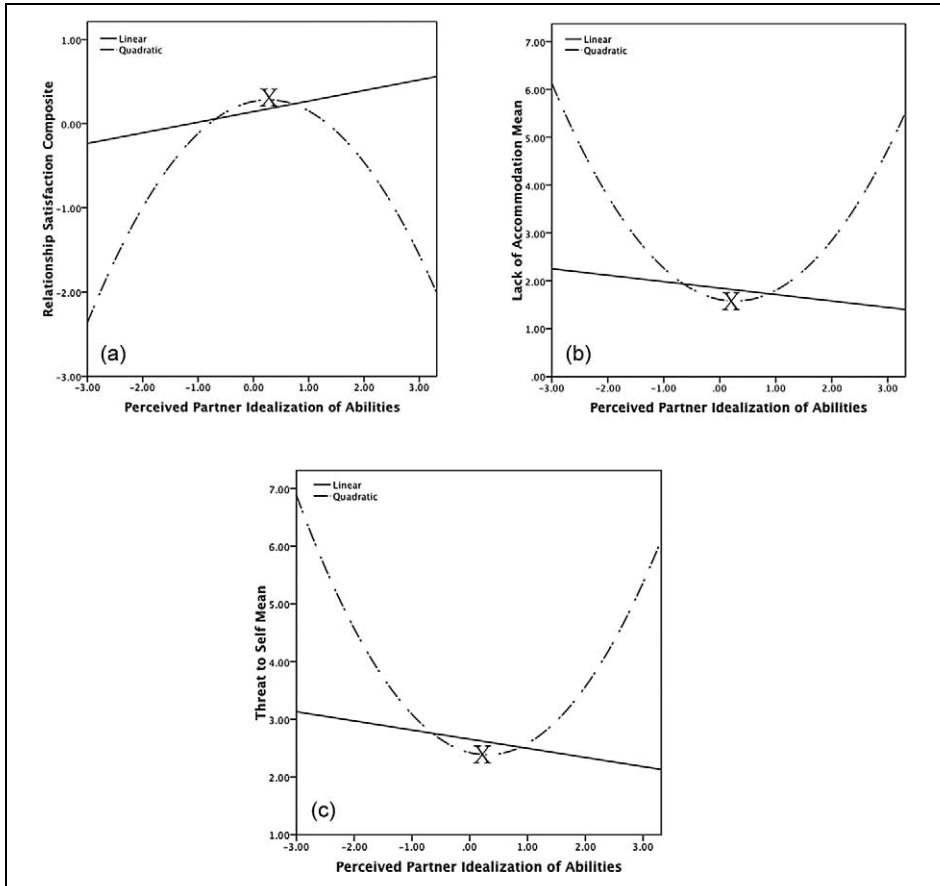 1.00
0.00
-1.00
-2.00
-3.00
Relationship Satisfaction Composite
Linear
Quadratic
X
(a)
-3.00 -2.00 -1.00 0.00 1.00 2.00 3.00
Perceived Partner Idealization of Abilities
7.00
6.00
5.00
4.00
3.00
2.00
1.00
.00
Lack of Accommodation Mean
Linear
Quadratic
X
(b)
-3.00 -2.00 -1.00 .00 1.00 2.00 3.00
Perceived Partner Idealization of Abilities
7.00
6.00
5.00
4.00
3.00
2.00
1.00
Threat to Self Mean
Linear
Quadratic
X
(c)
-3.00 -2.00 -1.00 .00 1.00 2.00 3.00
Perceived Partner Idealization of Abilities